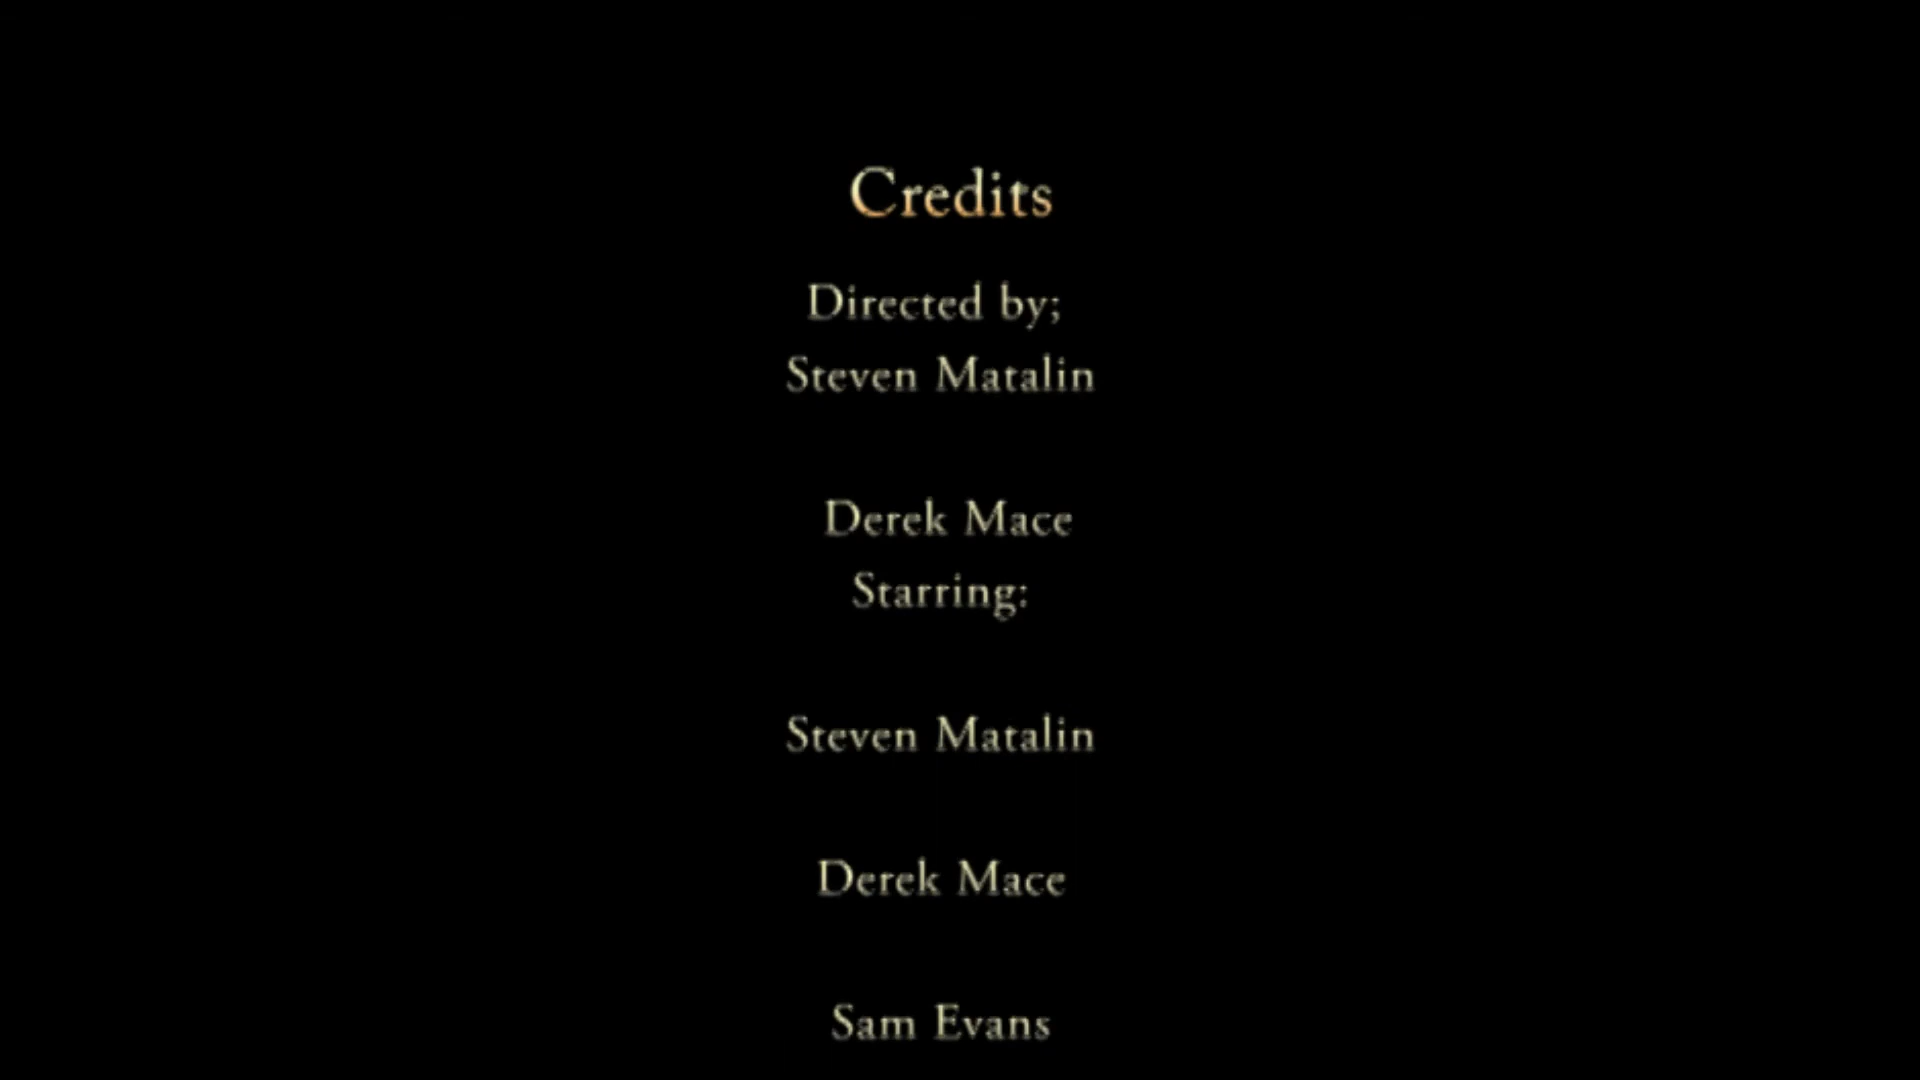 Credits
Directed by;
Steven Matalin
Derek Mace
Starring:
Steven Matalin
Derek Mace
Sam Evans